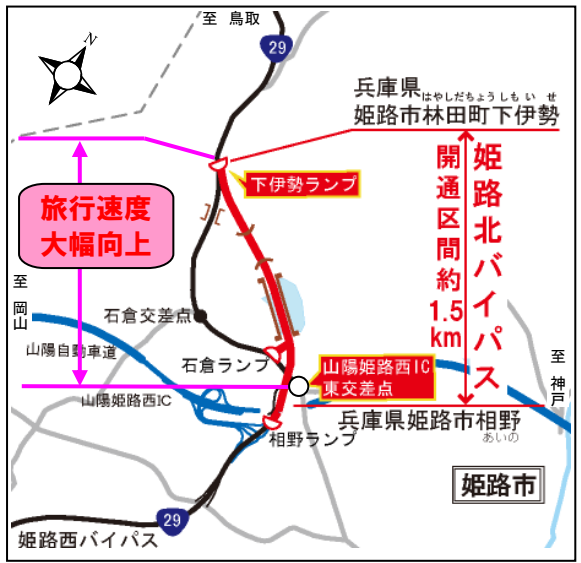 至 鳥取
N
29
兵庫県
はやしだちょうしもいせ
姫路市林田町下伊勢
下伊勢ランプ
旅行速度
大幅向上
姫路北バイパス
開通区間約1.5km
至 岡山
石倉交差点
山陽自動車道
石倉ランプ
山陽姫路西IC
東交差点
至 神戸
山陽姫路西IC
兵庫県姫路市相野
あいの
相野ランプ
姫路市
29
姫路西バイパス